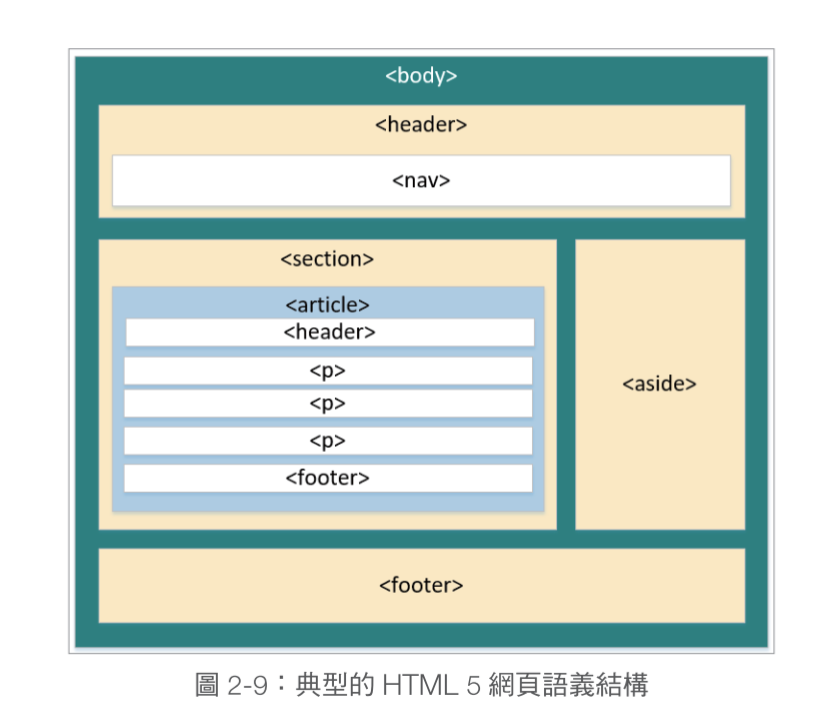 <body>
<header>
<nav>
<section>
<article>
<header>
<p>
<p>
<p>
<footer>
<aside>
<footer>
圖 2-9：典型的 HTML 5 網頁語義結構